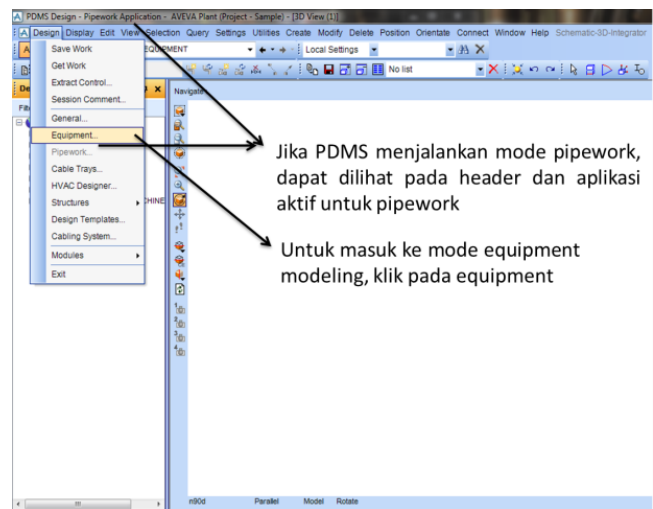 PDMS Design - Pipework Application - AVEVA Plant (Project - Sample) - [3D View (1)]
Design Display Edit View Selection Query Settings Utilities Create Modify Delete Position Orientate Connect Window Help Schematic-3D-Integrator
Local Settings
No list
Navigate
Save Work
Get Work
Extract Control...
Session Comment...
General...
Equipment...
Pipework...
Cable Trays...
HVAC Designer...
Structures
Design Templates...
Cabling System...
Modules
Exit
Jika PDMS menjalankan mode pipework,
dapat dilihat pada header dan aplikasi
aktif untuk pipework
Untuk masuk ke mode equipment
modeling, klik pada equipment
n90d Parallel Model Rotate